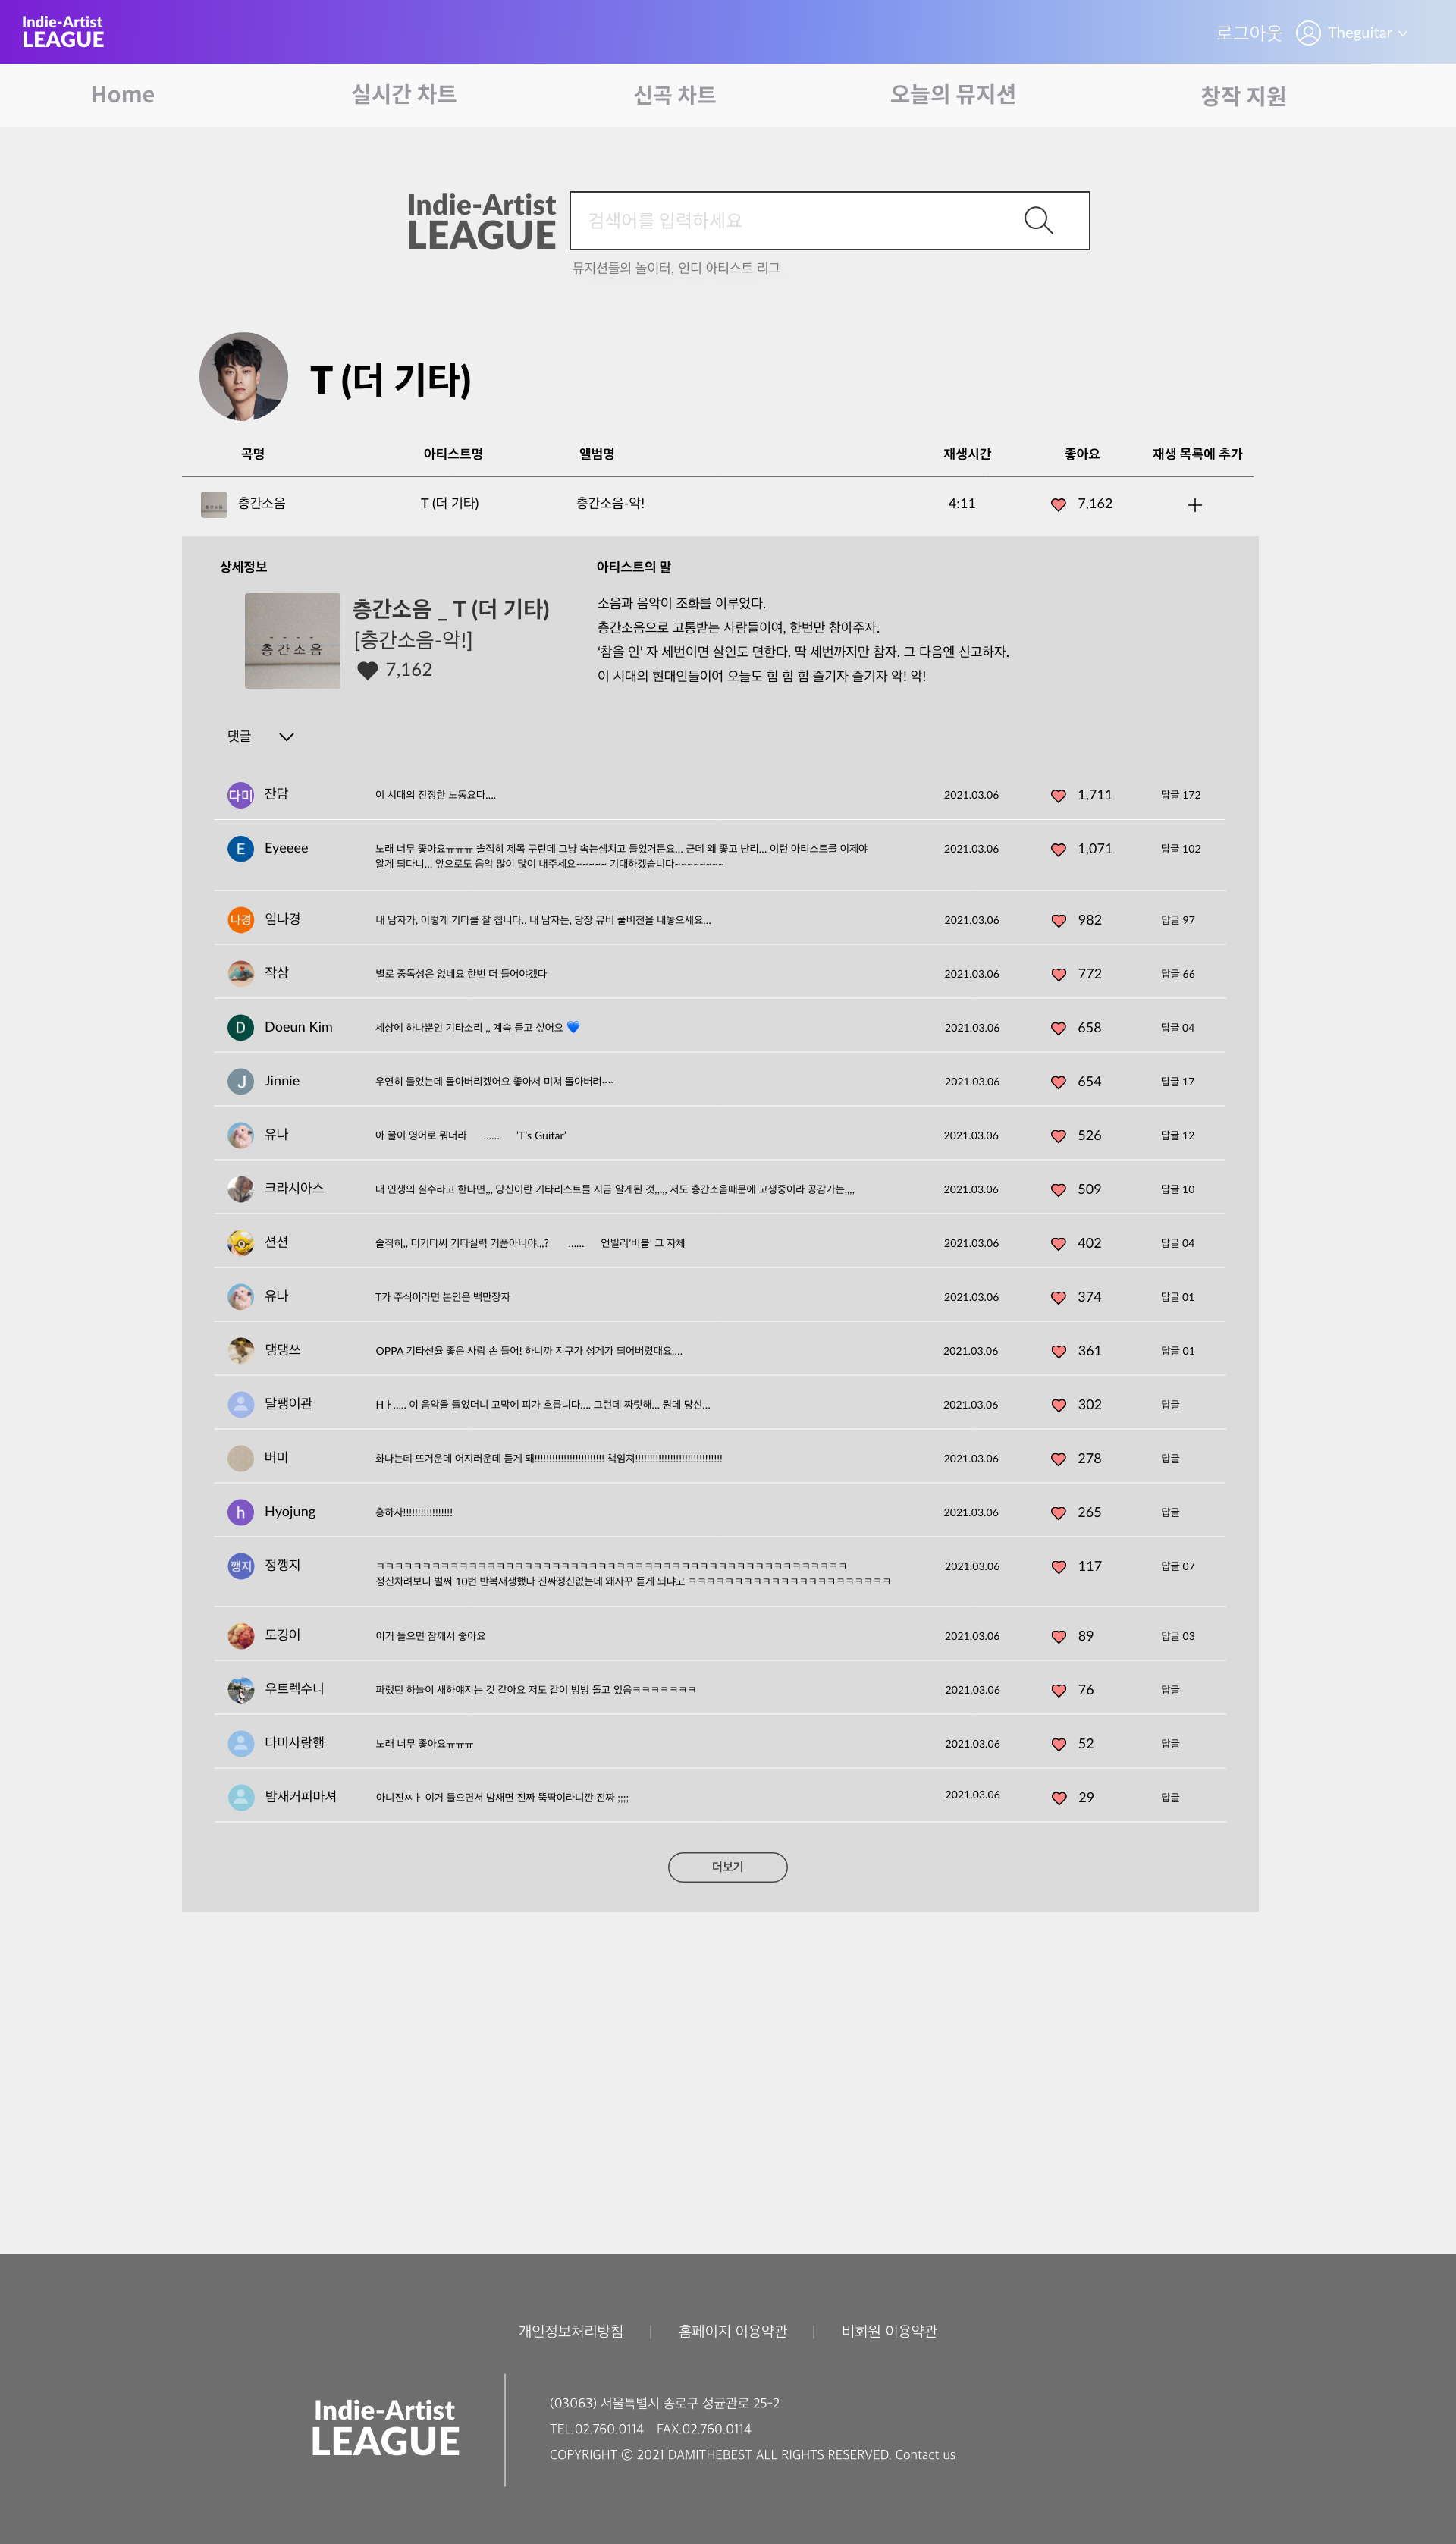 Indie-Artist
LEAGUE
로그아웃 Theguitar
Home 실시간 차트 신곡 차트 오늘의 뮤지션 창작 지원
Indie-Artist
LEAGUE
검색어를 입력하세요
뮤지션들의 놀이터, 인디 아티스트 리그
T (더 기타)
곡명 아티스트명 앨범명 재생시간 좋아요 재생 목록에 추가
층간소음 T (더 기타) 층간소음-악! 4:11 7,162
상세정보 아티스트의 말
층간소음
층간소음 _ T (더 기타)
[층간소음-악!]
7,162
소음과 음악이 조화를 이루었다.
층간소음으로 고통받는 사람들이여, 한번만 참아주자.
‘참을 인’ 자 세번이면 살인도 면한다. 딱 세번까지만 참자. 그 다음엔 신고하자.
이 시대의 현대인들이여 오늘도 힘 힘 힘 즐기자 즐기자 악! 악!
댓글
다미 잔담 이 시대의 진정한 노동요다.... 2021.03.06 1,711 답글 172
E Eyeeee 노래 너무 좋아요ㅠㅠㅠ 솔직히 제목 구린데 그냥 속는셈치고 들었거든요... 근데 왜 좋고 난리... 이런 아티스트를 이제야 2021.03.06 1,071 답글 102
알게 되다니... 앞으로도 음악 많이 많이 내주세요~~~~~ 기대하겠습니다~~~~~~~~
나경 임나경 내 남자가, 이렇게 기타를 잘 칩니다.. 내 남자는, 당장 뮤비 풀버전을 내놓으세요... 2021.03.06 982 답글 97
작삼 별로 중독성은 없네요 한번 더 들어야겠다 2021.03.06 772 답글 66
D Doeun Kim 세상에 하나뿐인 기타소리 ,, 계속 듣고 싶어요 💙 2021.03.06 658 답글 04
J Jinnie 우연히 들었는데 돌아버리겠어요 좋아서 미쳐 돌아버려~~ 2021.03.06 654 답글 17
유나 아 꿀이 영어로 뭐더라 ...... 'T's Guitar' 2021.03.06 526 답글 12
크라시아스 내 인생의 실수라고 한다면,,, 당신이란 기타리스트를 지금 알게된 것,,,,, 저도 층간소음때문에 고생중이라 공감가는,,,, 2021.03.06 509 답글 10
션션 솔직히,, 더기타씨 기타실력 거품아니야,,,? ...... 언빌리'버블' 그 자체 2021.03.06 402 답글 04
유나 T가 주식이라면 본인은 백만장자 2021.03.06 374 답글 01
댕댕쓰 OPPA 기타선율 좋은 사람 손 들어! 하니까 지구가 성게가 되어버렸대요.... 2021.03.06 361 답글 01
달팽이관 Hㅏ..... 이 음악을 들었더니 고막에 피가 흐릅니다.... 그런데 짜릿해... 뭔데 당신... 2021.03.06 302 답글
버미 화나는데 뜨거운데 어지러운데 듣게 돼!!!!!!!!!!!!!!!!!!!!!!!! 책임져!!!!!!!!!!!!!!!!!!!!!!!!!!!!!! 2021.03.06 278 답글
h Hyojung 흥하자!!!!!!!!!!!!!!!!! 2021.03.06 265 답글
깽지 정깽지 ㅋㅋㅋㅋㅋㅋㅋㅋㅋㅋㅋㅋㅋㅋㅋㅋㅋㅋㅋㅋㅋㅋㅋㅋㅋㅋㅋㅋㅋㅋㅋㅋㅋㅋㅋㅋㅋㅋㅋㅋㅋㅋㅋㅋㅋㅋㅋㅋㅋㅋㅋ 2021.03.06 117 답글 07
정신차려보니 벌써 10번 반복재생했다 진짜정신없는데 왜자꾸 듣게 되냐고 ㅋㅋㅋㅋㅋㅋㅋㅋㅋㅋㅋㅋㅋㅋㅋㅋㅋㅋㅋㅋㅋㅋ
도깅이 이거 들으면 잠깨서 좋아요 2021.03.06 89 답글 03
우트렉수니 파랬던 하늘이 새하얘지는 것 같아요 저도 같이 빙빙 돌고 있음ㅋㅋㅋㅋㅋㅋㅋ 2021.03.06 76 답글
다미사랑행 노래 너무 좋아요ㅠㅠㅠ 2021.03.06 52 답글
밤새커피마셔 아니진ㅉㅏ 이거 들으면서 밤새면 진짜 뚝딱이라니깐 진짜 ;;;; 2021.03.06 29 답글
더보기
개인정보처리방침 | 홈페이지 이용약관 | 비회원 이용약관
Indie-Artist
LEAGUE
(03063) 서울특별시 종로구 성균관로 25-2
TEL.02.760.0114 FAX.02.760.0114
COPYRIGHT ⓒ 2021 DAMITHEBEST ALL RIGHTS RESERVED. Contact us